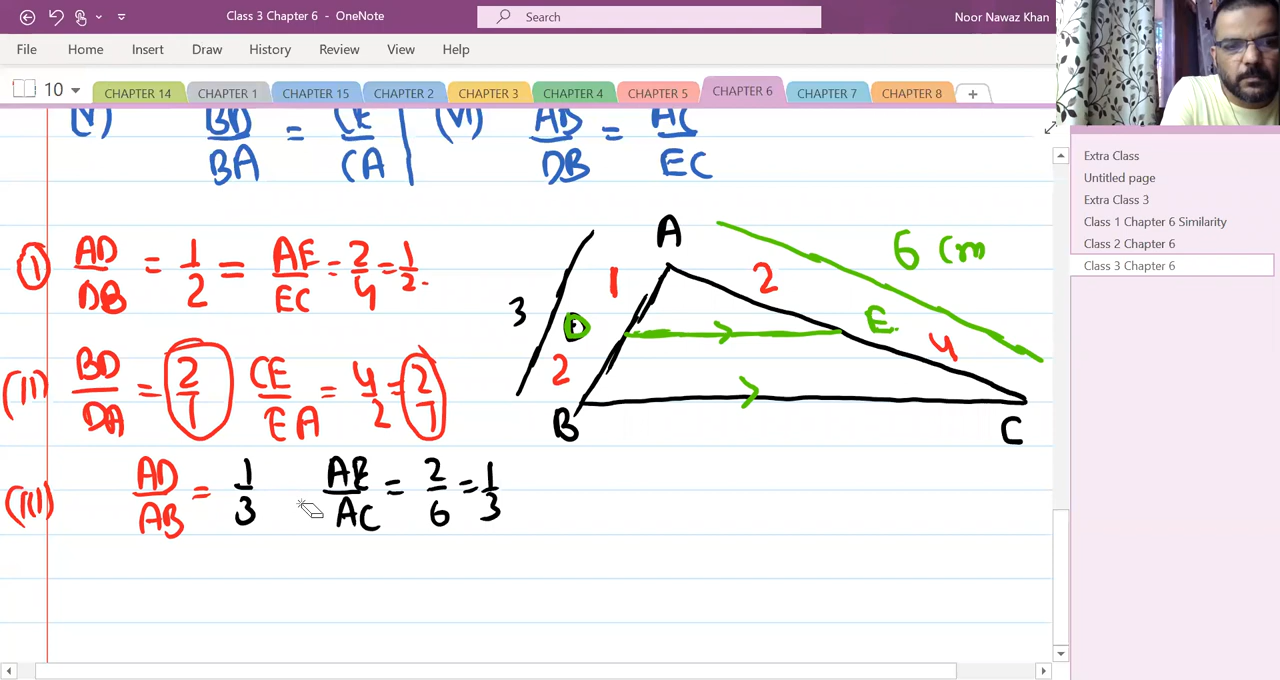 Class 3 Chapter 6 - OneNote
Search
Noor Nawaz Khan
File Home Insert Draw History Review View Help
10 CHAPTER 14 CHAPTER 1 CHAPTER 15 CHAPTER 2 CHAPTER 3 CHAPTER 4 CHAPTER 5 CHAPTER 6 CHAPTER 7 CHAPTER 8 +
Extra Class
Untitled page
Extra Class 3
Class 1 Chapter 6 Similarity
Class 2 Chapter 6
Class 3 Chapter 6
(V) BD/BA = CE/CA (VI) AB/DB = AC/EC
(I) AD/DB = 1/2 = AE/EC = 2/4 = 1/2.
(II) BD/DA = 2/1 CE/EA = 4/2 = 2/1
(III) AD/AB = 1/3 AE/AC = 2/6 = 1/3
A
6 cm
1 2
3 D E.
2 4
B C